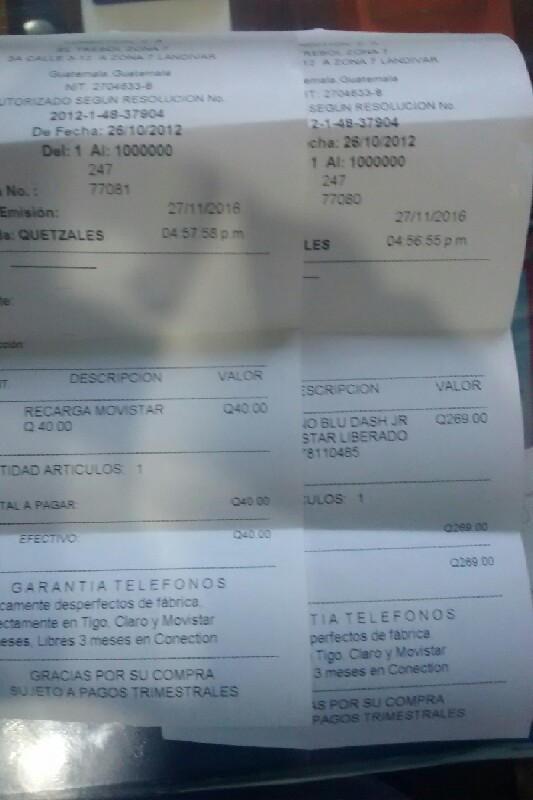 EL TREBOL ZONA 7
3A CALLE 3-12 A ZONA 7 LANDIVAR
Guatemala, Guatemala
NIT: 2704633-8
UTORIZADO SEGUN RESOLUCION No.
2012-1-48-37904
De Fecha: 26/10/2012
Del: 1 Al: 1000000
247
No. : 77081
Emisión: 27/11/2016
da: QUETZALES 04:57:58 p.m
te:
cción:
NT. DESCRIPCION VALOR
RECARGA MOVISTAR Q40.00
Q 40.00
TIDAD ARTICULOS: 1
TAL A PAGAR: Q40.00
EFECTIVO: Q40.00
GARANTIA TELEFONOS
camente desperfectos de fábrica.
ectamente en Tigo, Claro y Movistar
eses, Libres 3 meses en Conection
GRACIAS POR SU COMPRA
SUJETO A PAGOS TRIMESTRALES
REBOL ZONA 7
12 A ZONA 7 LANDIVAR
emala, Guatemala
IT: 2704633-8
SEGUN RESOLUCION No.
2-1-48-37904
cha: 26/10/2012
1 Al: 1000000
247
77080
27/11/2016
LES 04:56:55 p.m
ESCRIPCION VALOR
NO BLU DASH JR Q269.00
STAR LIBERADO
78110485
CULOS: 1
Q269.00
Q269.00
TIA TELEFONOS
perfectos de fábrica.
Tigo, Claro y Movistar
3 meses en Conection
AS POR SU COMPRA
PAGOS TRIMESTRALES